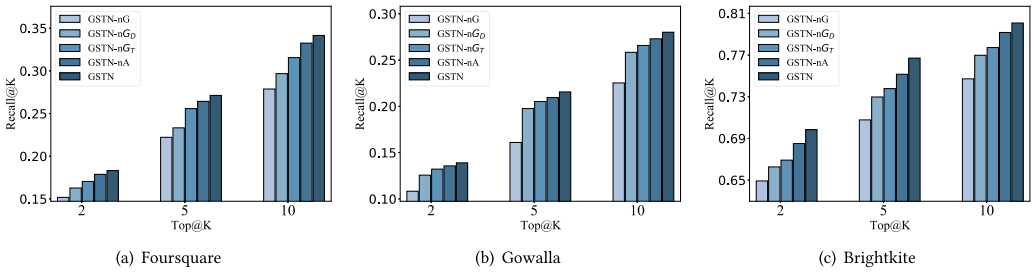 GSTN-nG
GSTN-nG_D
GSTN-nG_T
GSTN-nA
GSTN
Recall@K
0.35
0.30
0.25
0.20
0.15
2
5
10
Top@K
(a) Foursquare
GSTN-nG
GSTN-nG_D
GSTN-nG_T
GSTN-nA
GSTN
Recall@K
0.30
0.25
0.20
0.15
0.10
2
5
10
Top@K
(b) Gowalla
GSTN-nG
GSTN-nG_D
GSTN-nG_T
GSTN-nA
GSTN
Recall@K
0.81
0.77
0.73
0.69
0.65
2
5
10
Top@K
(c) Brightkite